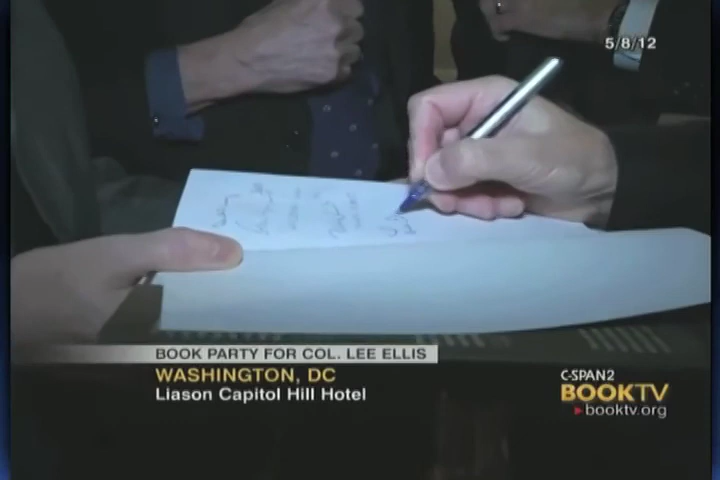 5/8/12
BOOK PARTY FOR COL. LEE ELLIS
WASHINGTON, DC
Liason Capitol Hill Hotel
C-SPAN2
BOOKTV
booktv.org